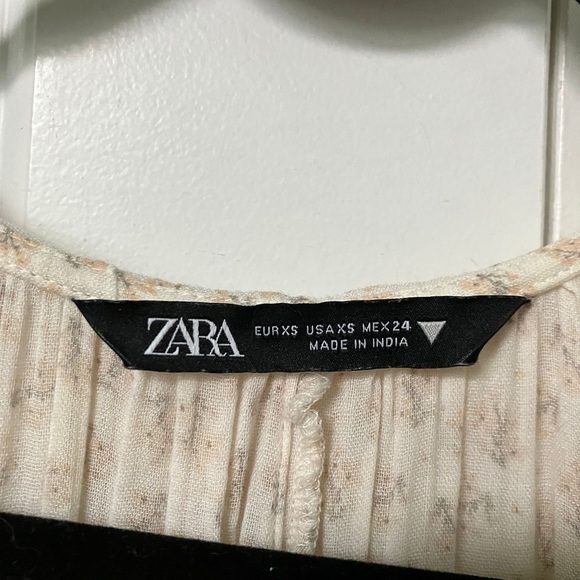 ZARA
EUR XS USA XS MEX 24
MADE IN INDIA